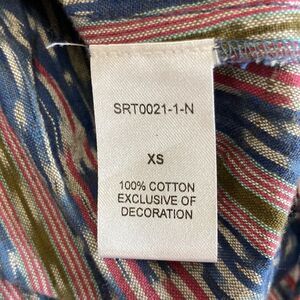 SRT0021-1-N
XS
100% COTTON
EXCLUSIVE OF
DECORATION